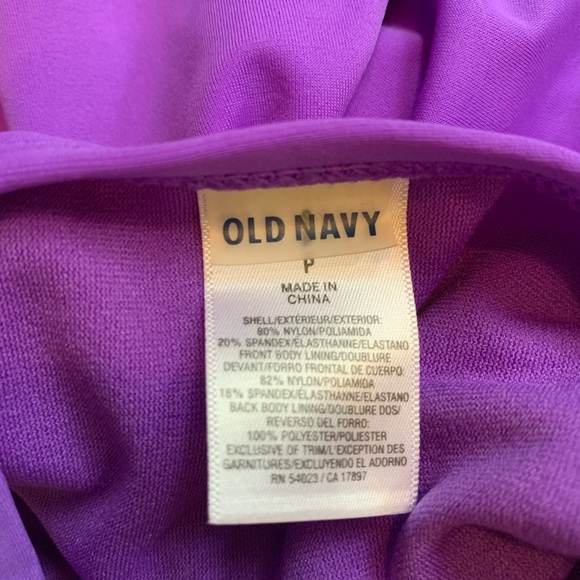 OLD NAVY
P
MADE IN
CHINA
SHELL/EXTÉRIEUR/EXTERIOR:
80% NYLON/POLIAMIDA
20% SPANDEX/ELASTHANNE/ELASTANO
FRONT BODY LINING/DOUBLURE
DEVANT/FORRO FRONTAL DE CUERPO:
82% NYLON/POLIAMIDA
18% SPANDEX/ELASTHANNE/ELASTANO
BACK BODY LINING/DOUBLURE DOS/
REVERSO DEL FORRO:
100% POLYESTER/POLIESTER
EXCLUSIVE OF TRIM/L'EXCEPTION DES
GARNITURES/EXCLUYENDO EL ADORNO
RN 54023 / CA 17897